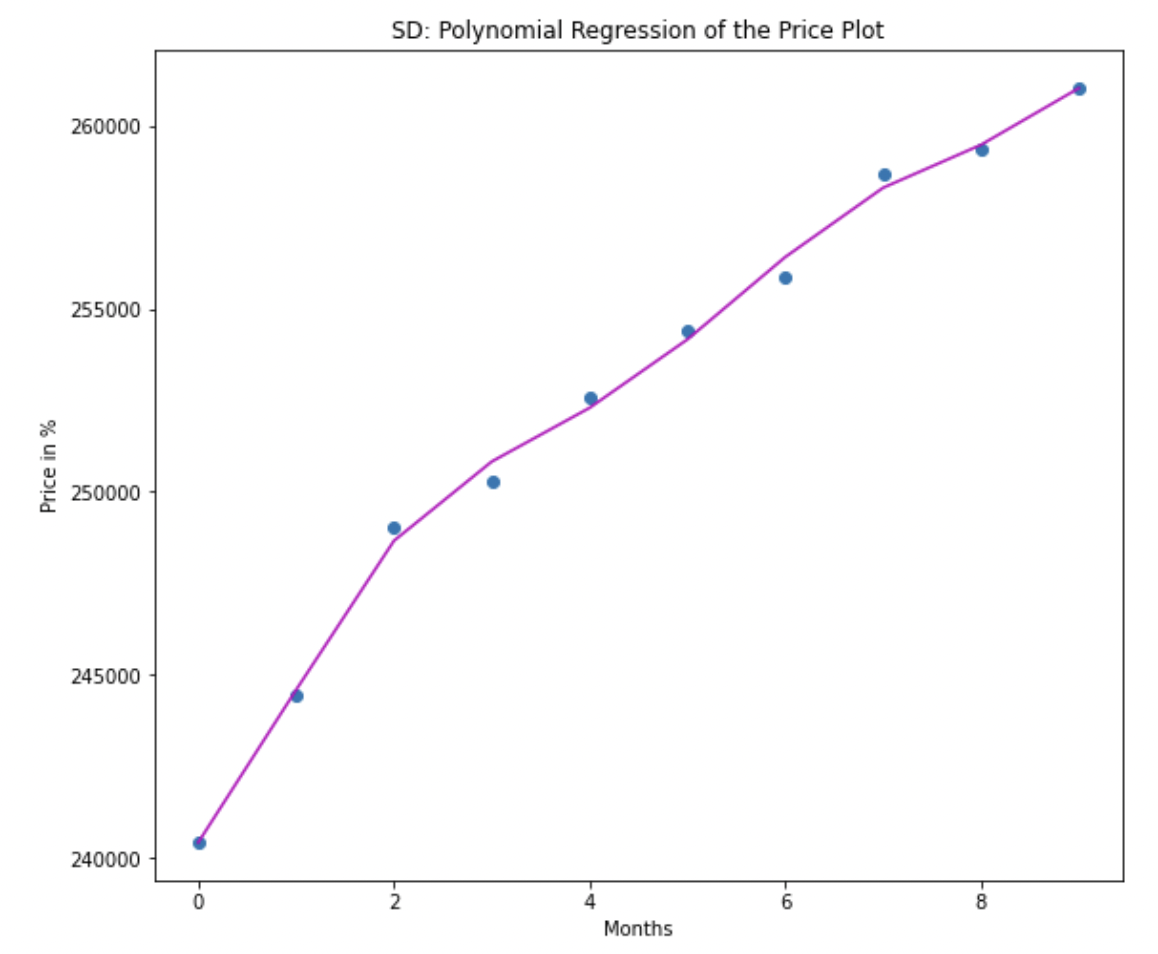 SD: Polynomial Regression of the Price Plot
260000
255000
250000
245000
240000
Price in %
0 2 4 6 8
Months